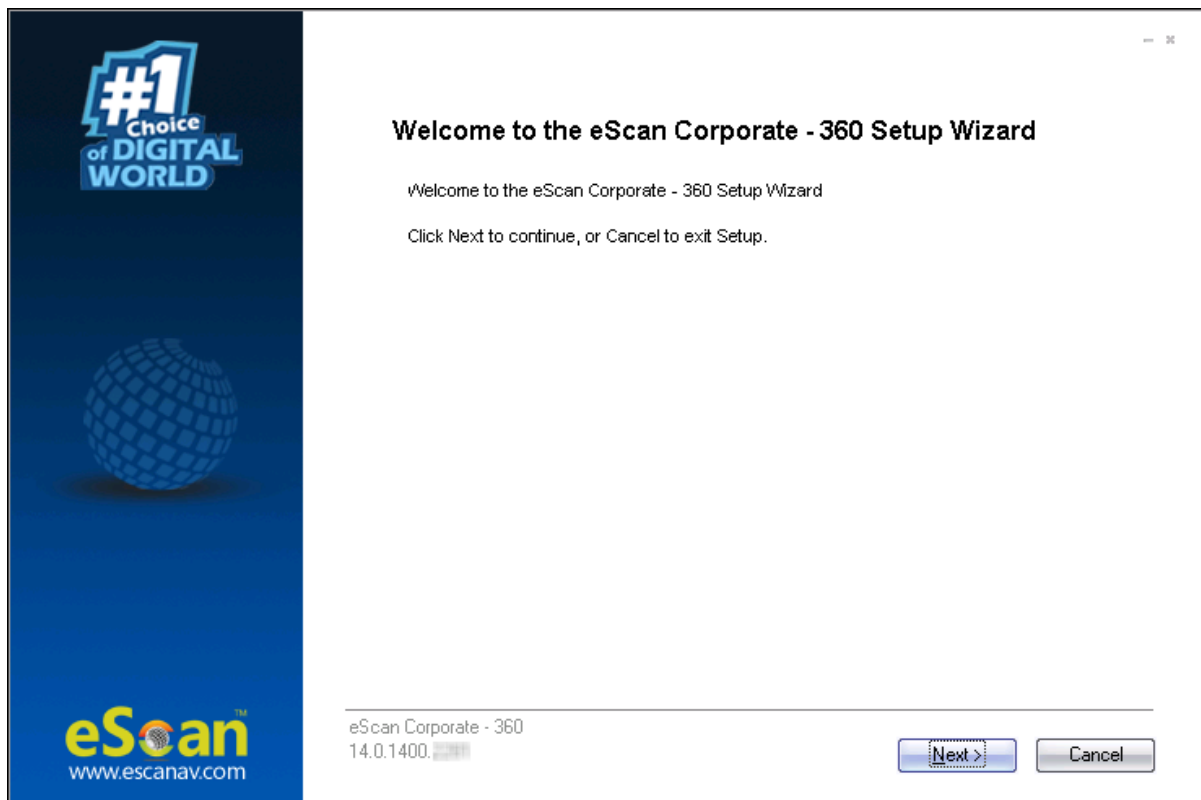 #1
Choice
of DIGITAL
WORLD
Welcome to the eScan Corporate - 360 Setup Wizard
Welcome to the eScan Corporate - 360 Setup Wizard
Click Next to continue, or Cancel to exit Setup.
eScan™
www.escanav.com
eScan Corporate - 360
14.0.1400.
Next >
Cancel